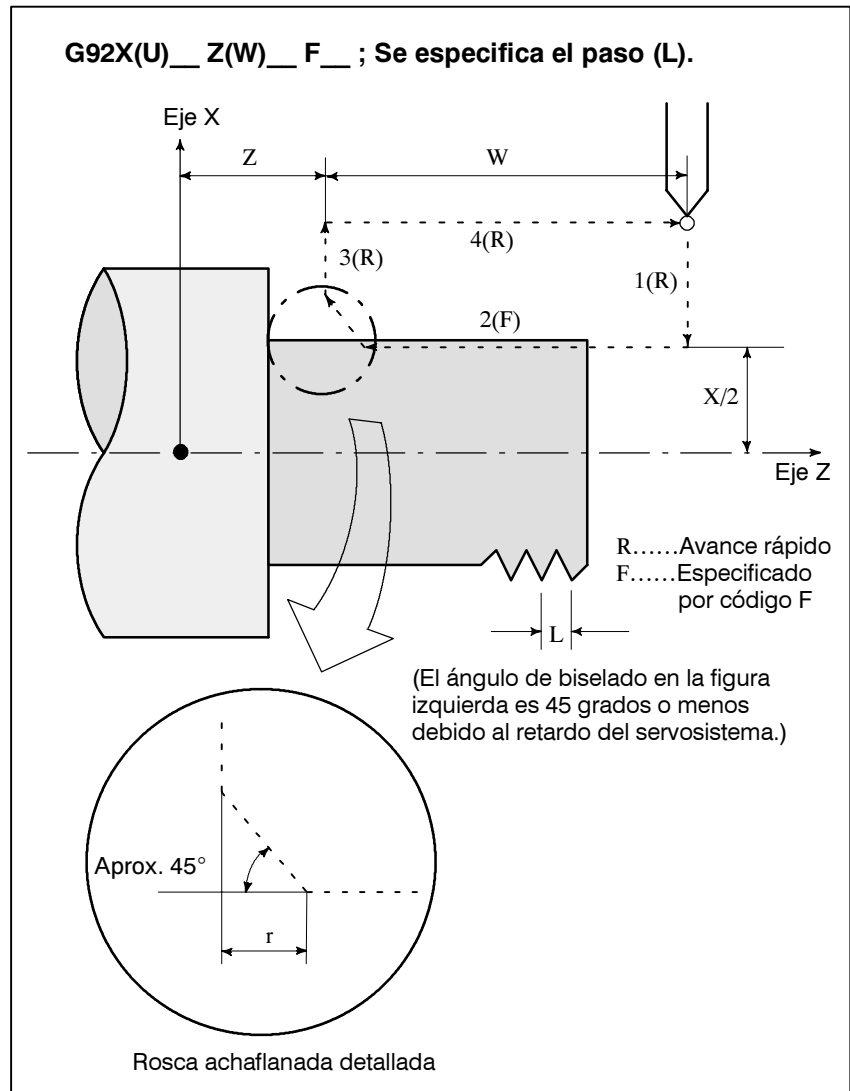 G92X(U)__ Z(W)__ F__ ; Se especifica el paso (L).
Eje X
Z
W
4(R)
3(R)
1(R)
2(F)
X/2
Eje Z
R......Avance rápido
F......Especificado
por código F
L
(El ángulo de biselado en la figura
izquierda es 45 grados o menos
debido al retardo del servosistema.)
Aprox. 45°
r
Rosca achaflanada detallada